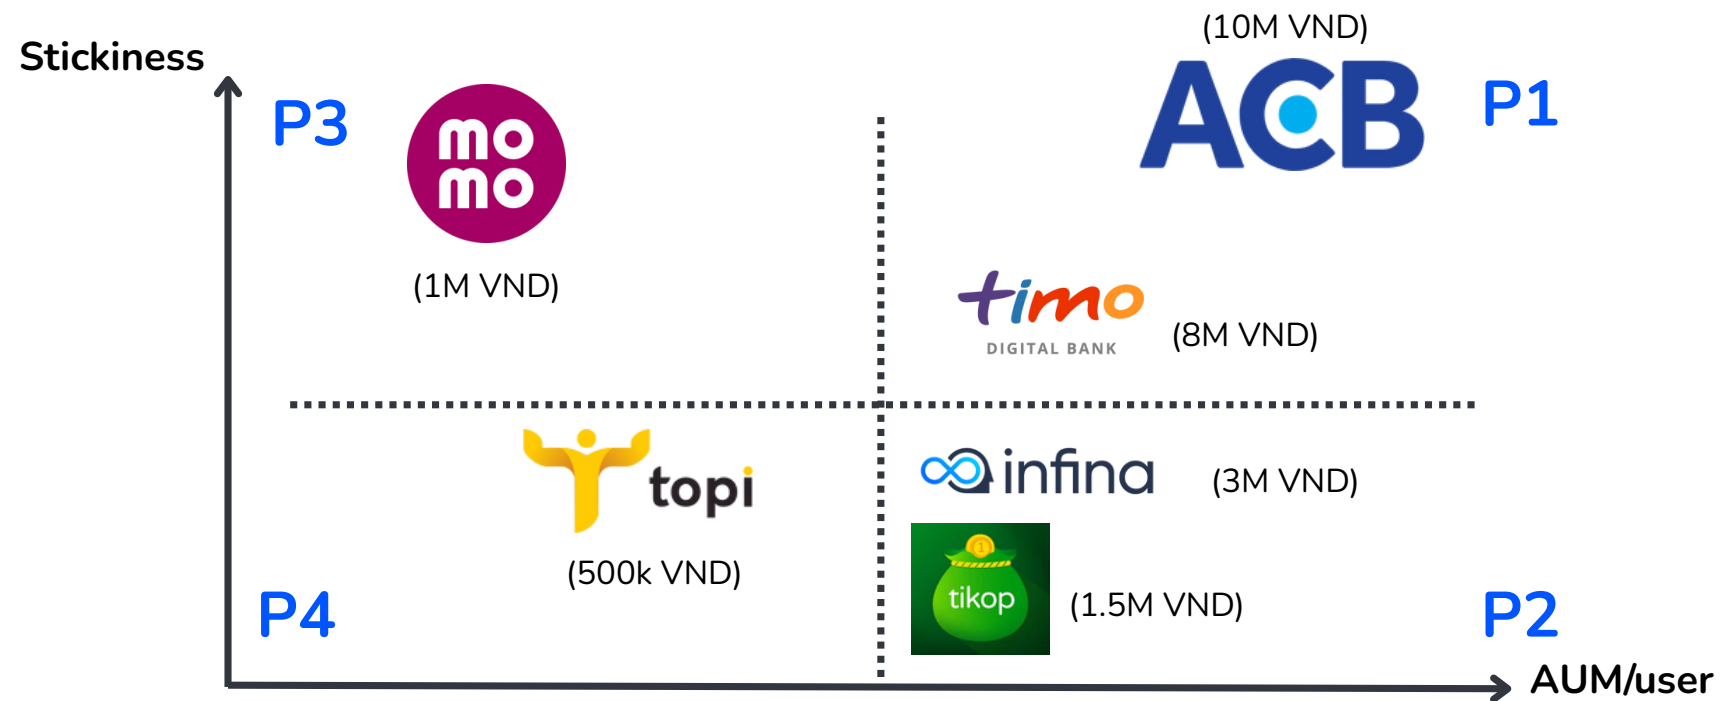 (10M VND)
Stickiness
ACB
P1
P3
mo
mo
(1M VND)
timo
DIGITAL BANK
(8M VND)
topi
infina
(3M VND)
1
tikop
(500k VND)
(1.5M VND)
P4
P2
AUM/user